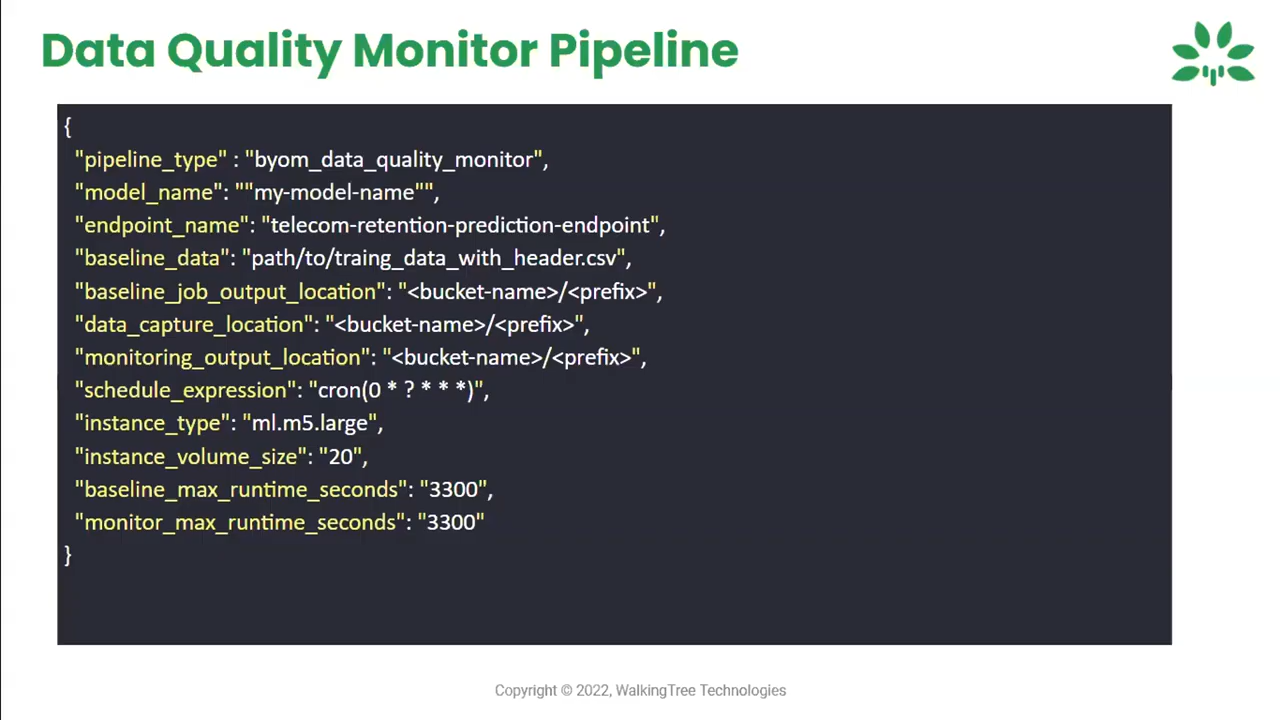 Data Quality Monitor Pipeline
{
"pipeline_type" : "byom_data_quality_monitor",
"model_name": ""my-model-name"",
"endpoint_name": "telecom-retention-prediction-endpoint",
"baseline_data": "path/to/traing_data_with_header.csv",
"baseline_job_output_location": "<bucket-name>/<prefix>",
"data_capture_location": "<bucket-name>/<prefix>",
"monitoring_output_location": "<bucket-name>/<prefix>",
"schedule_expression": "cron(0 * ? * * *)",
"instance_type": "ml.m5.large",
"instance_volume_size": "20",
"baseline_max_runtime_seconds": "3300",
"monitor_max_runtime_seconds": "3300"
}
Copyright © 2022, WalkingTree Technologies